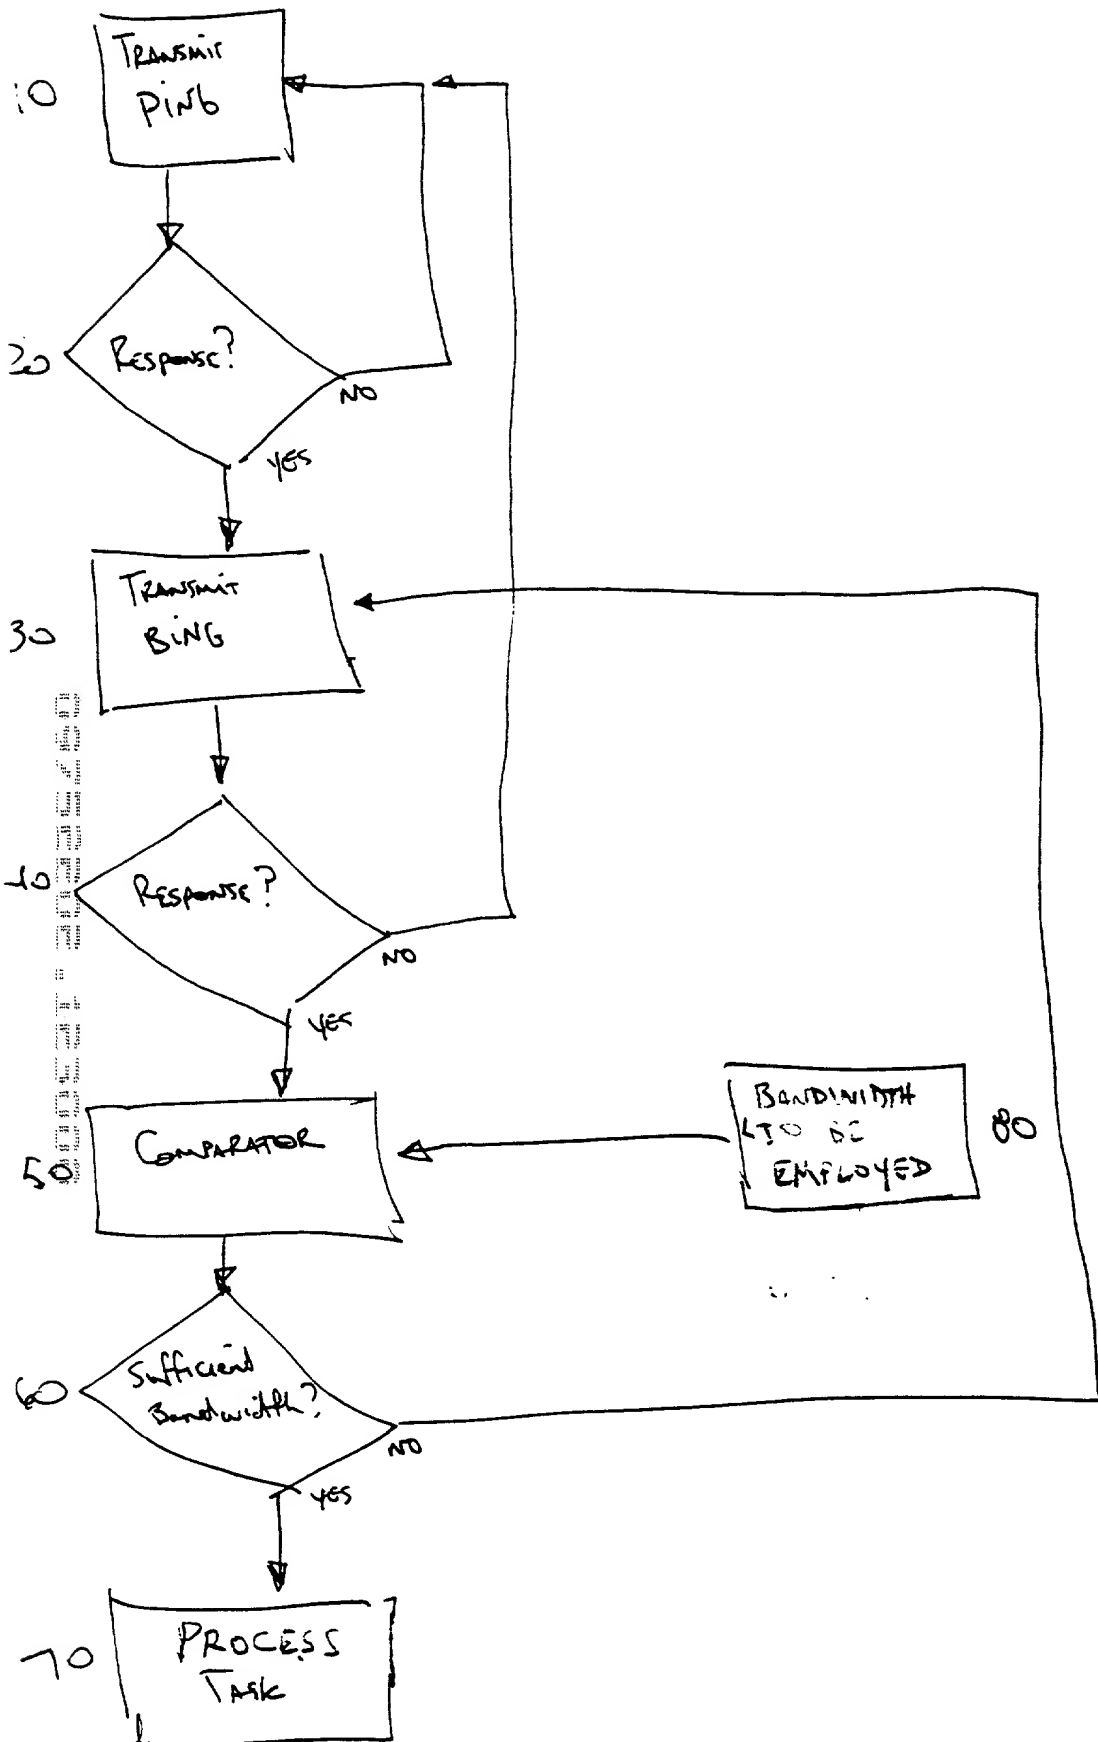 10
TRANSMIT
PING
20
RESPONSE?
NO
YES
30
TRANSMIT
BING
40
RESPONSE?
NO
YES
50
COMPARATOR
BANDWIDTH
TO BE
EMPLOYED
80
60
Sufficient
Bandwidth?
NO
YES
70
PROCESS
TASK